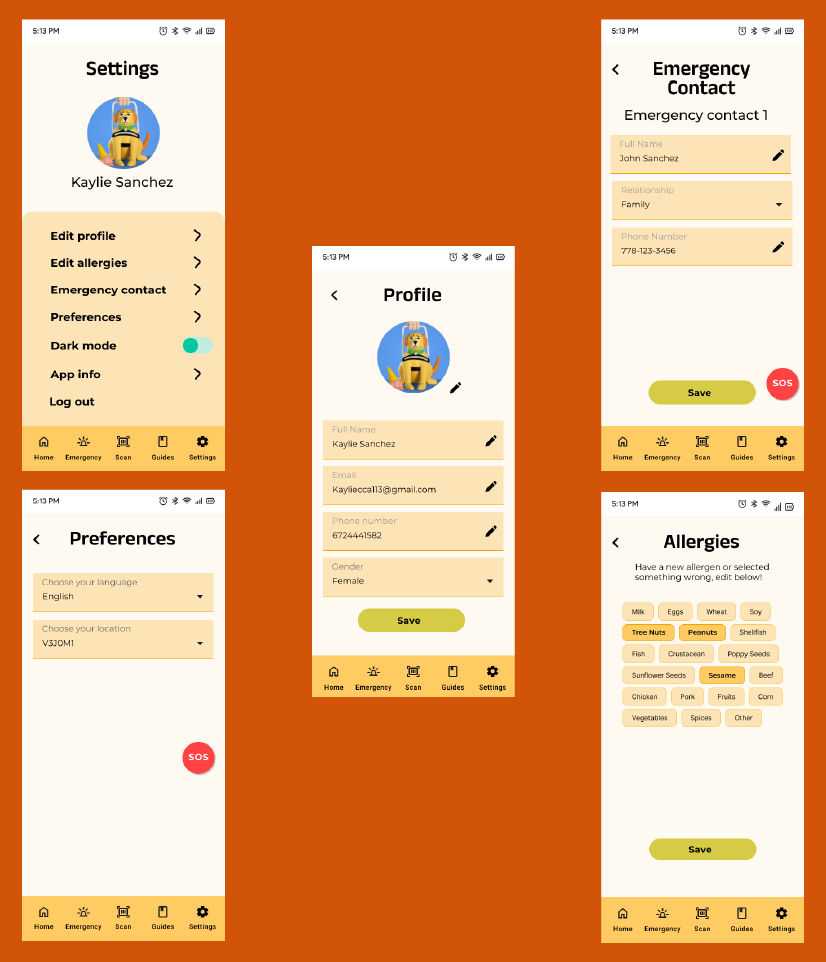 5:13 PM
Settings
Kaylie Sanchez
Edit profile
Edit allergies
Emergency contact
Preferences
Dark mode
App info
Log out
Home Emergency Scan Guides Settings
5:13 PM
Preferences
Choose your language
English
Choose your location
V3J0M1
SOS
Home Emergency Scan Guides Settings
5:13 PM
Profile
Full Name
Kaylie Sanchez
Email
Kayliecca113@gmail.com
Phone number
6724441582
Gender
Female
Save
Home Emergency Scan Guides Settings
5:13 PM
Emergency
Contact
Emergency contact 1
Full Name
John Sanchez
Relationship
Family
Phone Number
778-123-3456
SOS
Save
Home Emergency Scan Guides Settings
5:13 PM
Allergies
Have a new allergen or selected
something wrong, edit below!
Milk Eggs Wheat Soy
Tree Nuts Peanuts Shellfish
Fish Crustacean Poppy Seeds
Sunflower Seeds Sesame Beef
Chicken Pork Fruits Corn
Vegetables Spices Other
Save
Home Emergency Scan Guides Settings